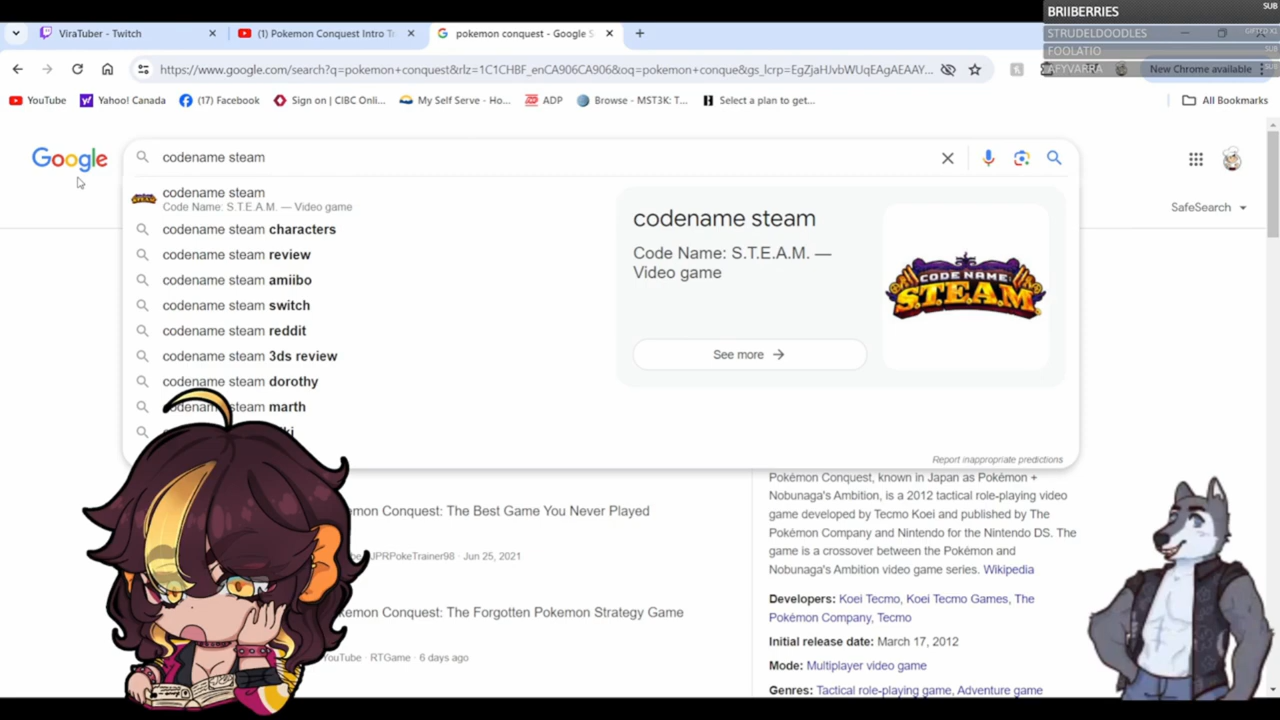 BRIIBERRIES SUB
STRUDELDOODLES GIFTED X1
FOOLATIO SUB
AFYVARRA SUB
ViraTuber - Twitch
(1) Pokemon Conquest Intro Tr
pokemon conquest - Google S
https://www.google.com/search?q=pokemon+conquest&rlz=1C1CHBF_enCA906CA906&oq=pokemon+conque&gs_lcrp=EgZjaHJvbWUqEAgAEAAY...
New Chrome available
YouTube
Yahoo! Canada
(17) Facebook
Sign on | CIBC Onli...
My Self Serve - Ho...
ADP
Browse - MST3K: T...
Select a plan to get...
All Bookmarks
Google
codename steam
SafeSearch
codename steam
Code Name: S.T.E.A.M. — Video game
codename steam characters
codename steam review
codename steam amiibo
codename steam switch
codename steam reddit
codename steam 3ds review
codename steam dorothy
codename steam marth
codename steam
Code Name: S.T.E.A.M. —
Video game
See more
CODE NAME:
S.T.E.A.M.
Report inappropriate predictions
emon Conquest: The Best Game You Never Played
JPRPokeTrainer98 · Jun 25, 2021
emon Conquest: The Forgotten Pokemon Strategy Game
YouTube · RTGame · 6 days ago
Pokémon Conquest, known in Japan as Pokémon +
Nobunaga's Ambition, is a 2012 tactical role-playing video
game developed by Tecmo Koei and published by The
Pokémon Company and Nintendo for the Nintendo DS. The
game is a crossover between the Pokémon and
Nobunaga's Ambition video game series. Wikipedia
Developers: Koei Tecmo, Koei Tecmo Games, The
Pokémon Company, Tecmo
Initial release date: March 17, 2012
Mode: Multiplayer video game
Genres: Tactical role-playing game, Adventure game